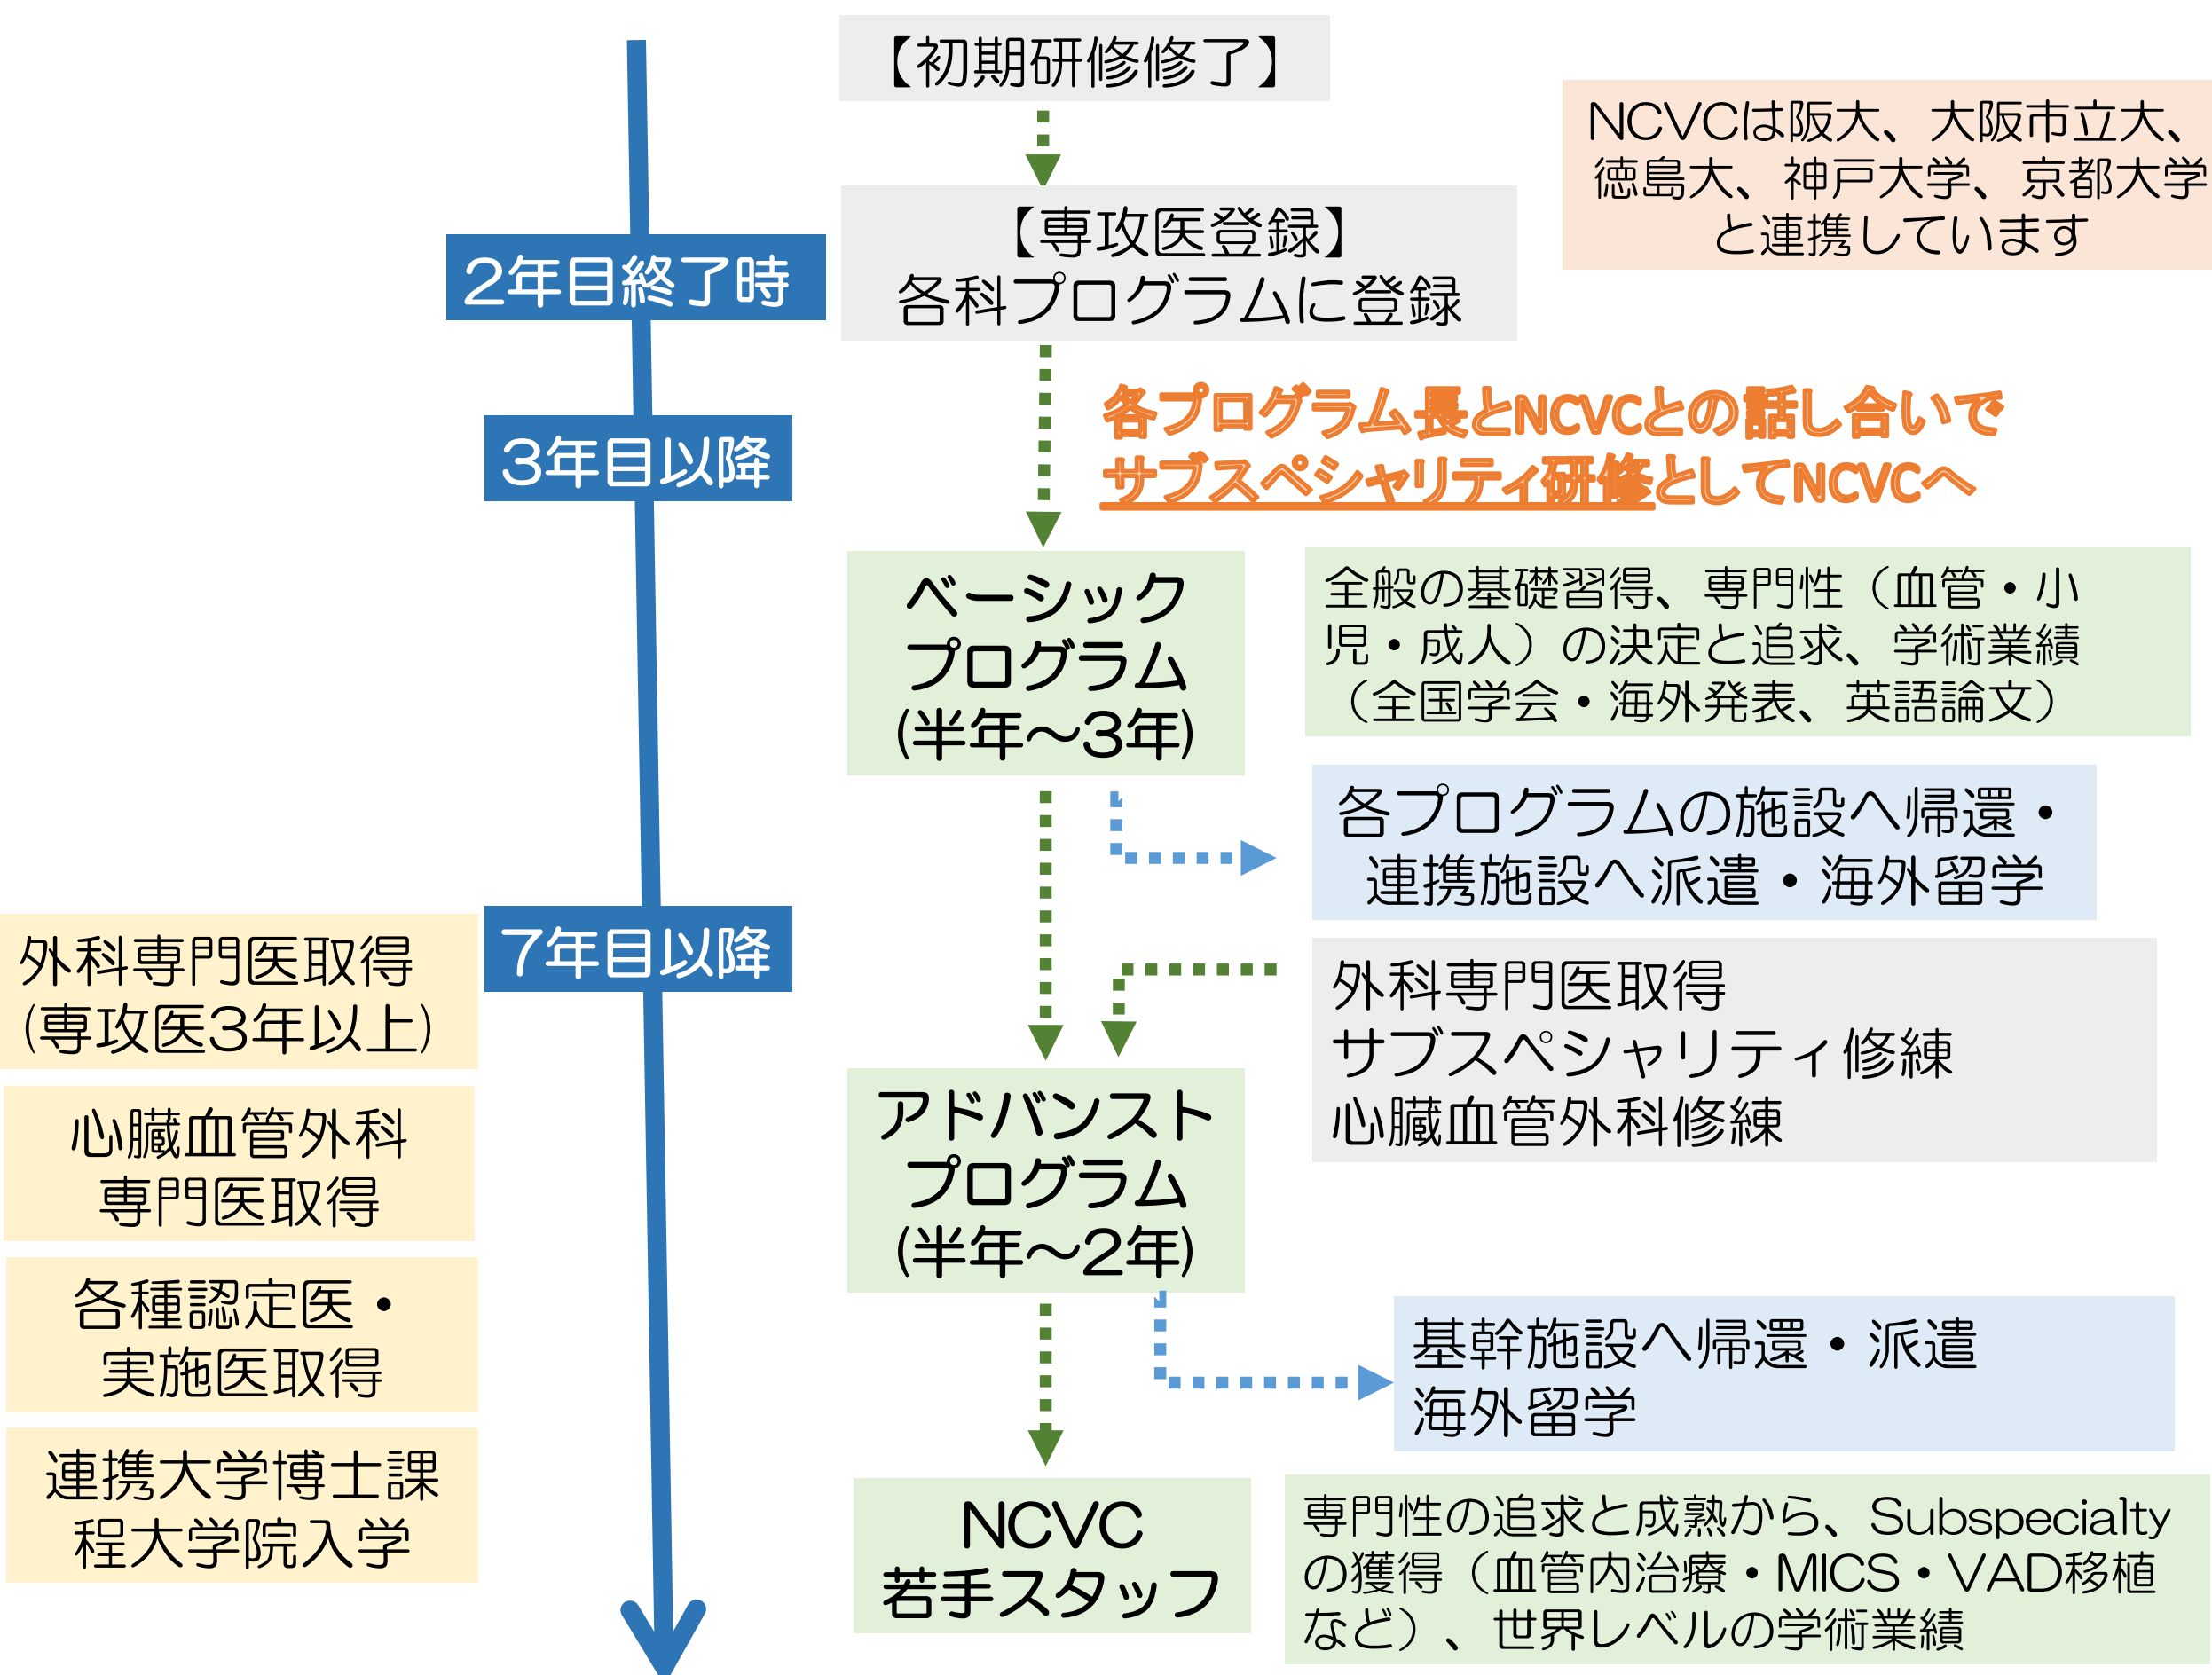 【初期研修修了】
NCVCは阪大、大阪市立大、
徳島大、神戸大学、京都大学
と連携しています
2年目終了時
【専攻医登録】
各科プログラムに登録
3年目以降
各プログラム長とNCVCとの話し合いで
サブスペシャリティ研修としてNCVCへ
ベーシック
プログラム
(半年～3年)
全般の基礎習得、専門性（血管・小
児・成人）の決定と追求、学術業績
（全国学会・海外発表、英語論文）
各プログラムの施設へ帰還・
連携施設へ派遣・海外留学
7年目以降
外科専門医取得
(専攻医3年以上)
心臓血管外科
専門医取得
各種認定医・
実施医取得
連携大学博士課
程大学院入学
外科専門医取得
サブスペシャリティ修練
心臓血管外科修練
アドバンスト
プログラム
(半年～2年)
基幹施設へ帰還・派遣
海外留学
NCVC
若手スタッフ
専門性の追求と成熟から、Subspecialty
の獲得（血管内治療・MICS・VAD移植
など）、世界レベルの学術業績